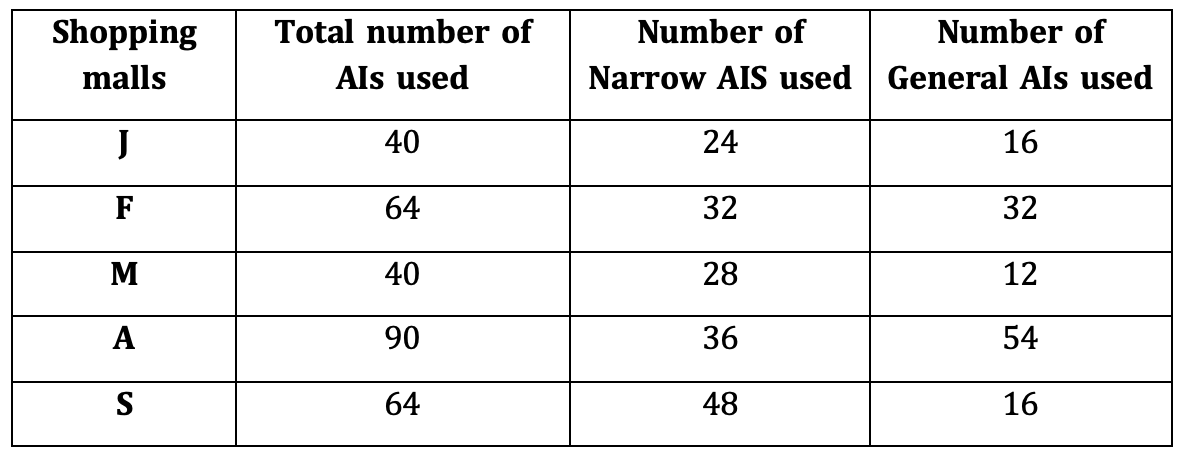 Shopping malls
Total number of AIs used
Number of Narrow AIS used
Number of General AIs used
J 40 24 16
F 64 32 32
M 40 28 12
A 90 36 54
S 64 48 16